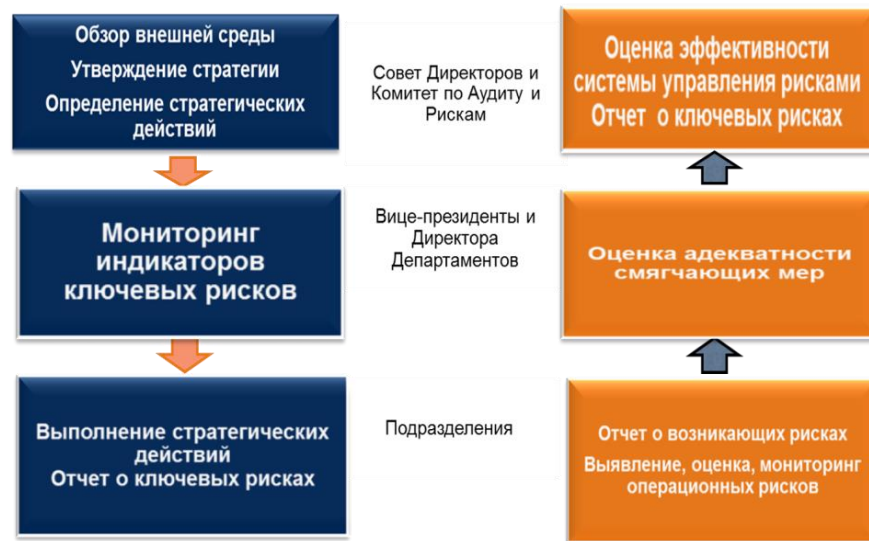 Обзор внешней среды
Утверждение стратегии
Определение стратегических
действий
Совет Директоров и
Комитет по Аудиту и
Рискам
Оценка эффективности
системы управления рисками
Отчет о ключевых рисках
Мониторинг
индикаторов
ключевых рисков
Вице-президенты и
Директора
Департаментов
Оценка адекватности
смягчающих мер
Выполнение стратегических
действий
Отчет о ключевых рисках
Подразделения
Отчет о возникающих рисках
Выявление, оценка, мониторинг
операционных рисков